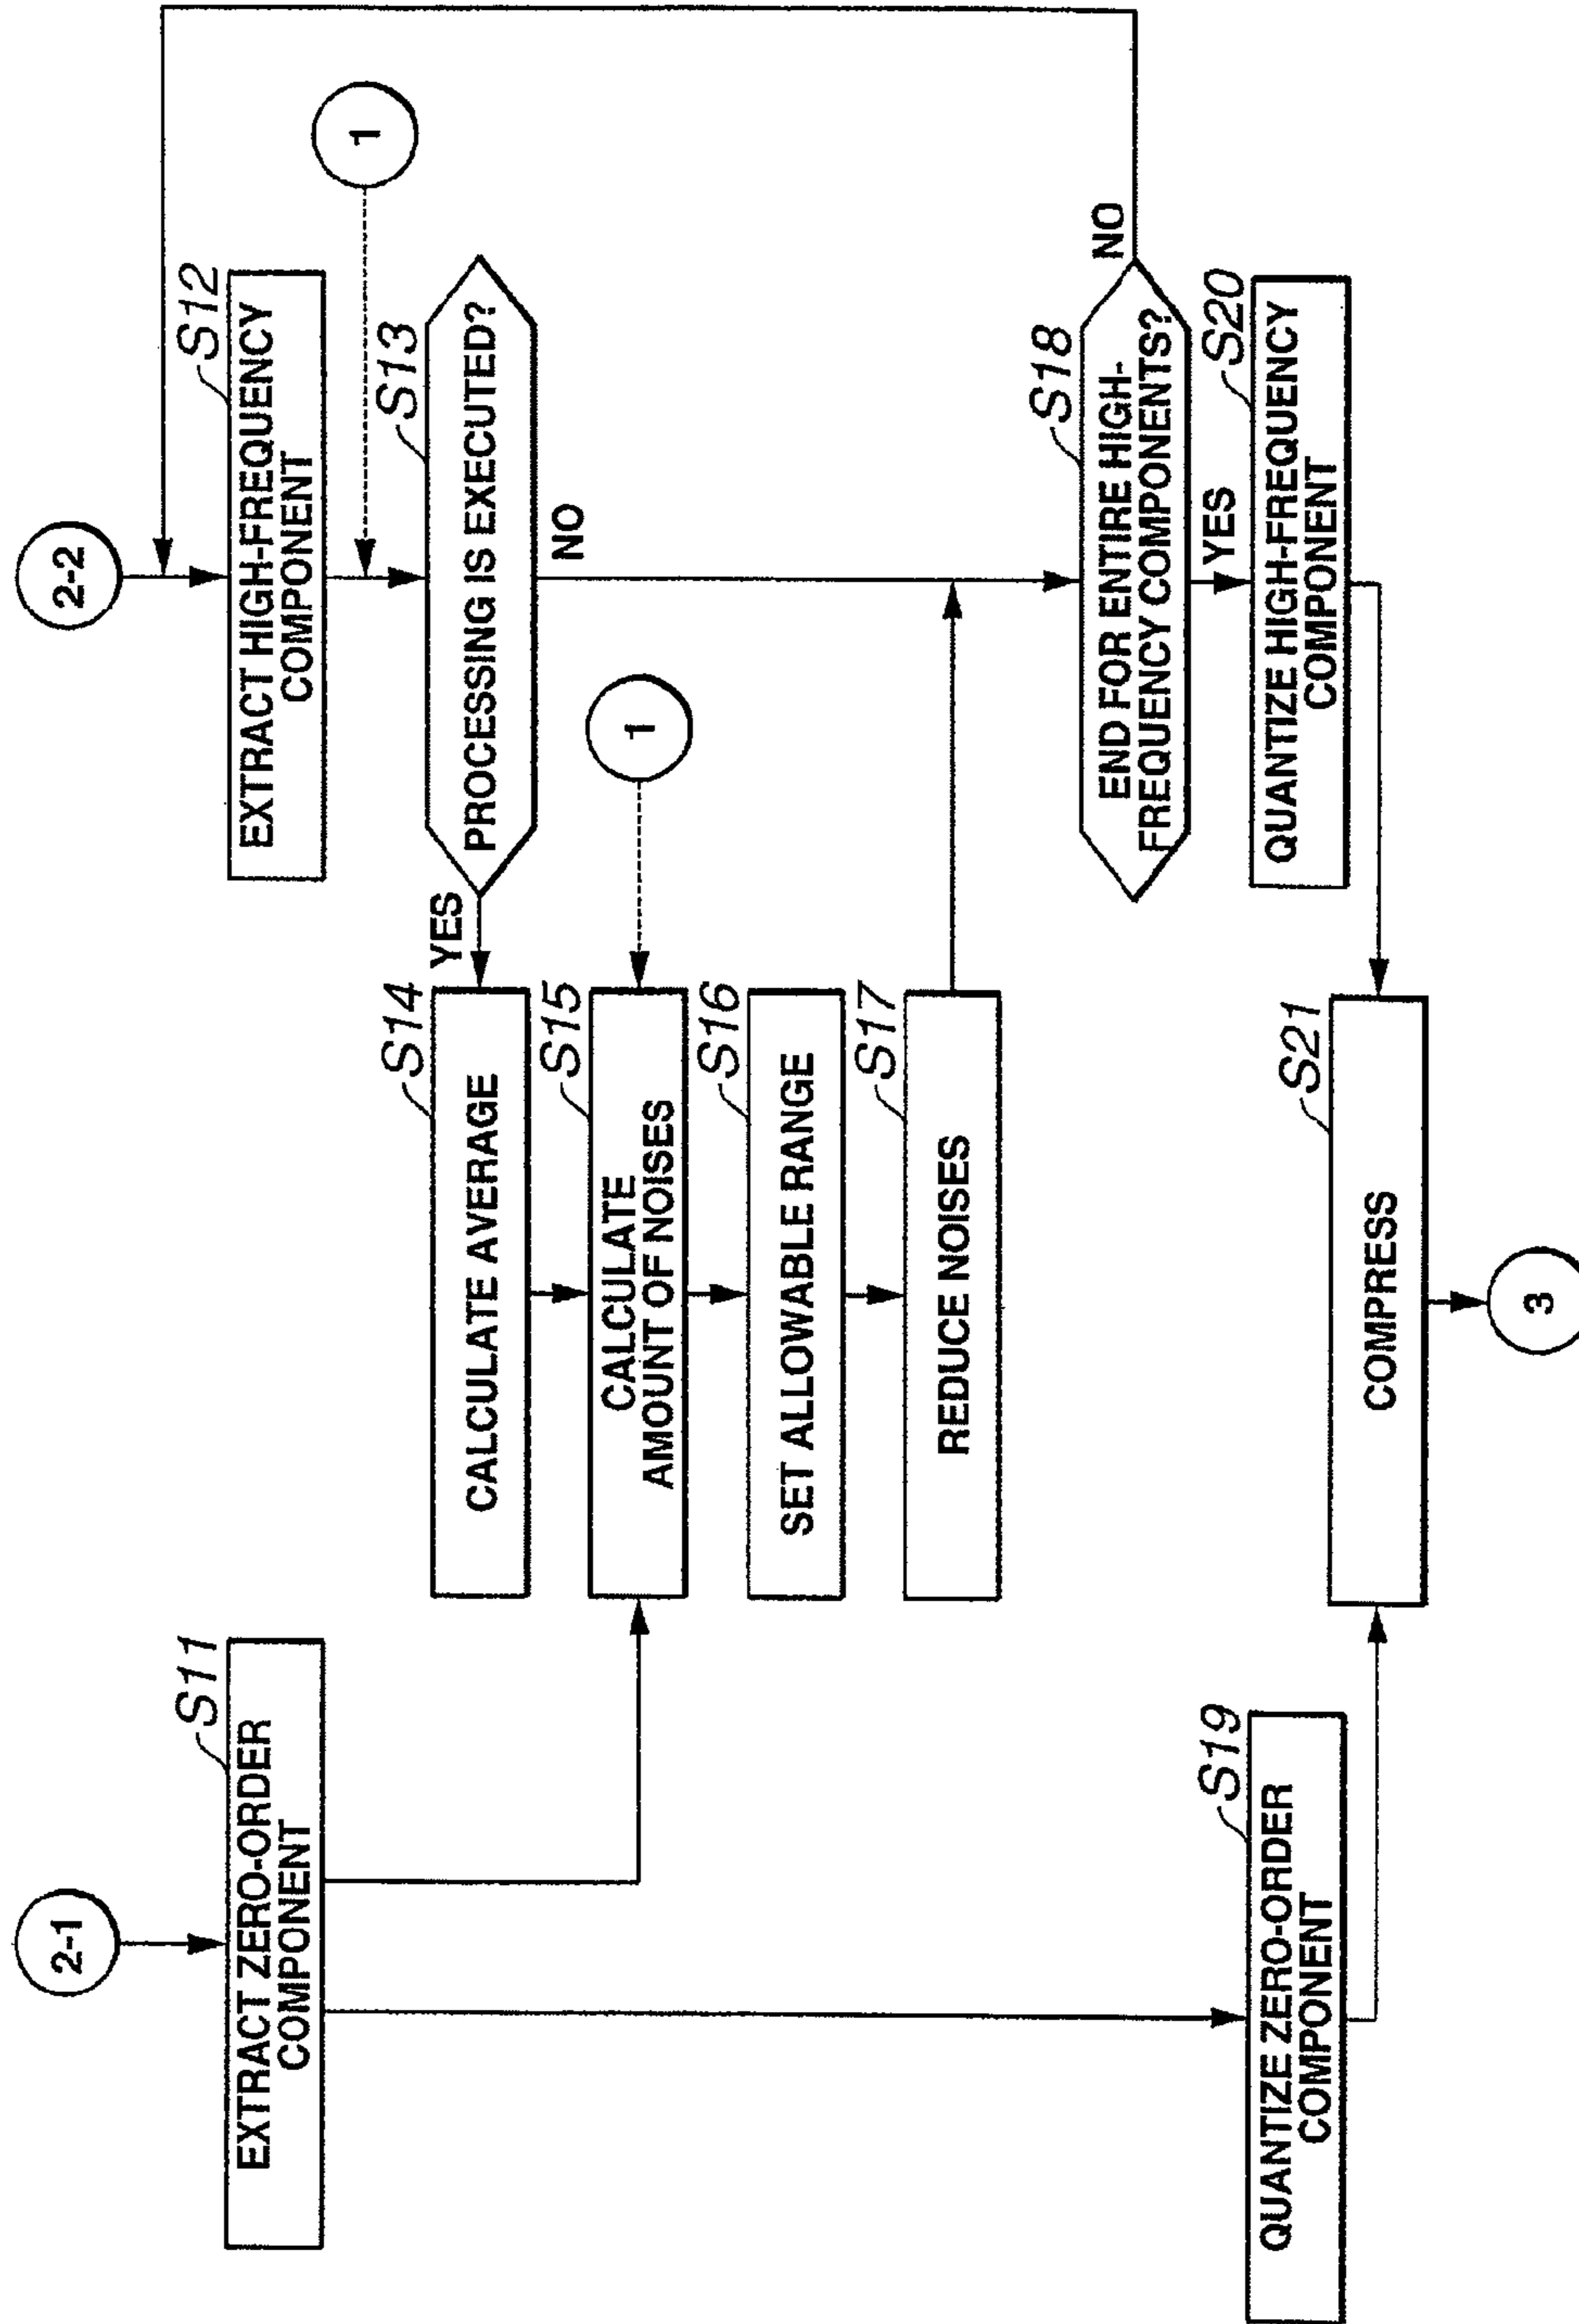 2-1
2-2
S11
EXTRACT ZERO-ORDER
COMPONENT
S12
EXTRACT HIGH-FREQUENCY
COMPONENT
1
S13
PROCESSING IS EXECUTED?
YES
NO
S14
CALCULATE AVERAGE
S15
CALCULATE
AMOUNT OF NOISES
1
S16
SET ALLOWABLE RANGE
S17
REDUCE NOISES
S18
END FOR ENTIRE HIGH-
FREQUENCY COMPONENTS?
NO
YES
S19
QUANTIZE ZERO-ORDER
COMPONENT
S20
QUANTIZE HIGH-FREQUENCY
COMPONENT
S21
COMPRESS
3